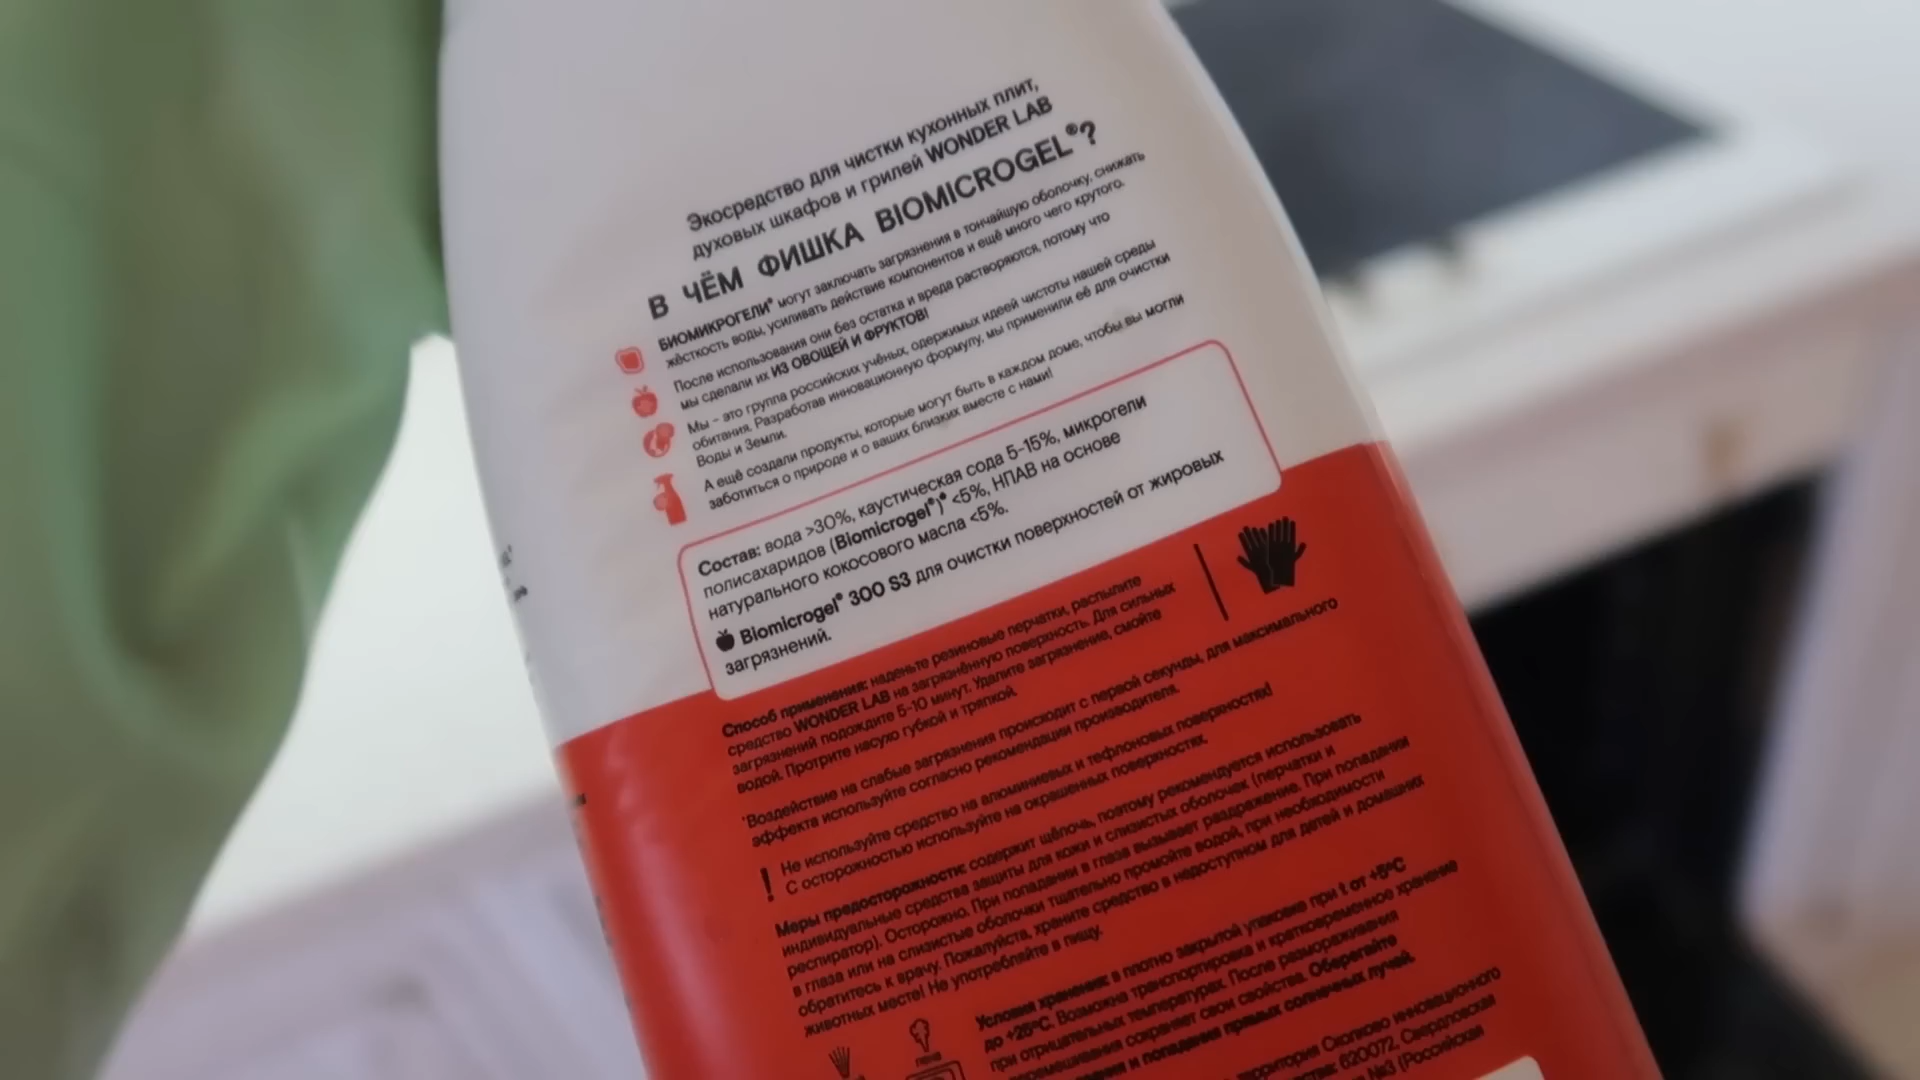 Экосредство для чистки кухонных плит,
духовых шкафов и грилей WONDER LAB
В ЧЁМ ФИШКА BIOMICROGEL®?
БИОМИКРОГЕЛИ® могут заключать загрязнения в тончайшую оболочку, снижать
жёсткость воды, усиливать действие компонентов и ещё много чего крутого.
После использования они без остатка и вреда растворяются, потому что
мы сделали их ИЗ ОВОЩЕЙ И ФРУКТОВ!
Мы – это группа российских учёных, одержимых идеей чистоты нашей среды
обитания. Разработав инновационную формулу, мы применили её для очистки
Воды и Земли.
А ещё создали продукты, которые могут быть в каждом доме, чтобы вы могли
заботиться о природе и о ваших близких вместе с нами!
Состав: вода >30%, каустическая сода 5-15%, микрогели
полисахаридов (Biomicrogel®)• <5%, НПАВ на основе
натурального кокосового масла <5%.
Biomicrogel® 300 S3 для очистки поверхностей от жировых
загрязнений.
Способ применения: наденьте резиновые перчатки, распылите
средство WONDER LAB на загрязнённую поверхность. Для сильных
загрязнений подождите 5-10 минут. Удалите загрязнение, смойте
водой. Протрите насухо губкой и тряпкой.
*Воздействие на слабые загрязнения происходит с первой секунды, для максимального
эффекта используйте согласно рекомендации производителя.
! Не используйте средство на алюминиевых и тефлоновых поверхностях!
С осторожностью используйте на окрашенных поверхностях.
Меры предосторожности: содержит щёлочь, поэтому рекомендуется использовать
индивидуальные средства защиты для кожи и слизистых оболочек (перчатки и
респиратор). Осторожно. При попадании в глаза вызывает раздражение. При попадании
в глаза или на слизистые оболочки тщательно промойте водой, при необходимости
обратитесь к врачу. Пожалуйста, храните средство в недоступном для детей и домашних
животных месте! Не употребляйте в пищу.
Условия хранения: в плотно закрытой упаковке при t от +5°C
до +25°C. Возможна транспортировка и кратковременное хранение
при отрицательных температурах. После размораживания
перемешивания сохраняет свои свойства. Оберегайте
и попадания прямых солнечных лучей.
пена
территория Сколково инновационного
620072, Свердловская
№3 (Российская